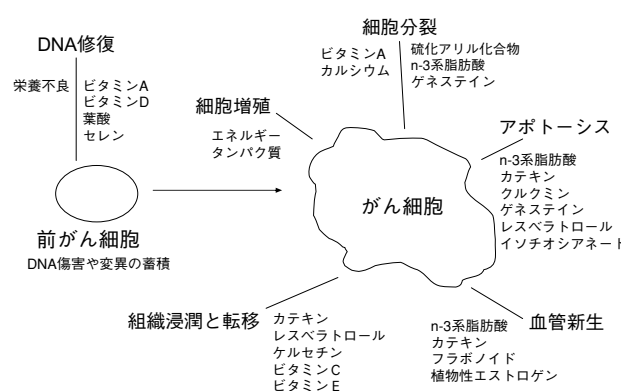 DNA修復
栄養不良
ビタミンA
ビタミンD
葉酸
セレン
前がん細胞
DNA傷害や変異の蓄積
細胞増殖
エネルギー
タンパク質
細胞分裂
ビタミンA
カルシウム
硫化アリル化合物
n-3系脂肪酸
ゲネステイン
アポトーシス
n-3系脂肪酸
カテキン
クルクミン
ゲネステイン
レスベラトロール
イソチオシアネート
がん細胞
組織浸潤と転移
カテキン
レスベラトロール
ケルセチン
ビタミンC
ビタミンE
血管新生
n-3系脂肪酸
カテキン
フラボノイド
植物性エストロゲン